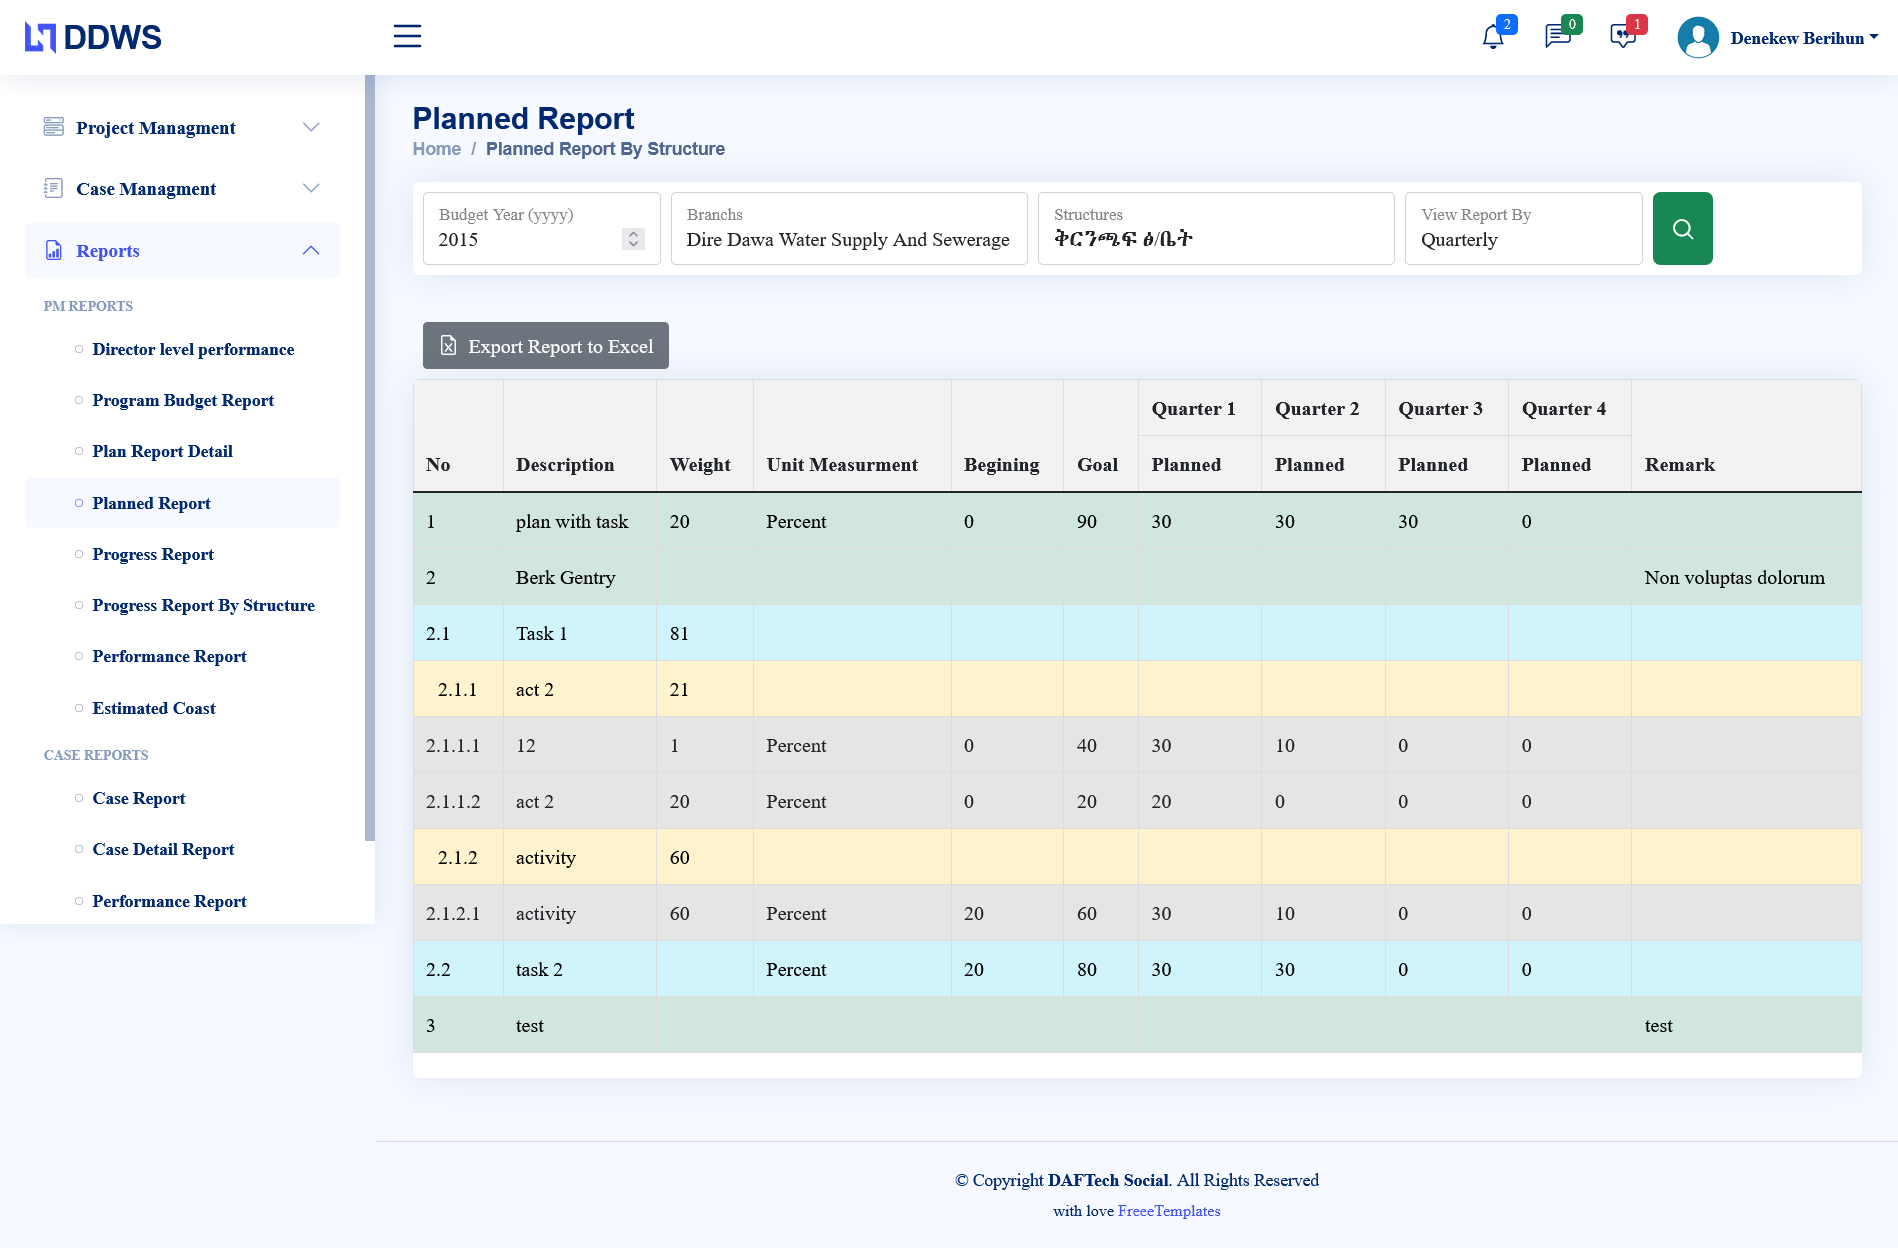 DDWS
2
0
1
Denekew Berihun
Project Managment
Case Managment
Reports
PM REPORTS
Director level performance
Program Budget Report
Plan Report Detail
Planned Report
Progress Report
Progress Report By Structure
Performance Report
Estimated Coast
CASE REPORTS
Case Report
Case Detail Report
Performance Report
Planned Report
Home / Planned Report By Structure
Budget Year (yyyy)
2015
Branchs
Dire Dawa Water Supply And Sewerage
Structures
ቅርንጫፍ ፅ/ቤት
View Report By
Quarterly
Export Report to Excel
Quarter 1 Quarter 2 Quarter 3 Quarter 4
No Description Weight Unit Measurment Begining Goal Planned Planned Planned Planned Remark
1 plan with task 20 Percent 0 90 30 30 30 0
2 Berk Gentry Non voluptas dolorum
2.1 Task 1 81
2.1.1 act 2 21
2.1.1.1 12 1 Percent 0 40 30 10 0 0
2.1.1.2 act 2 20 Percent 0 20 20 0 0 0
2.1.2 activity 60
2.1.2.1 activity 60 Percent 20 60 30 10 0 0
2.2 task 2 Percent 20 80 30 30 0 0
3 test test
© Copyright DAFTech Social. All Rights Reserved
with love FreeeTemplates